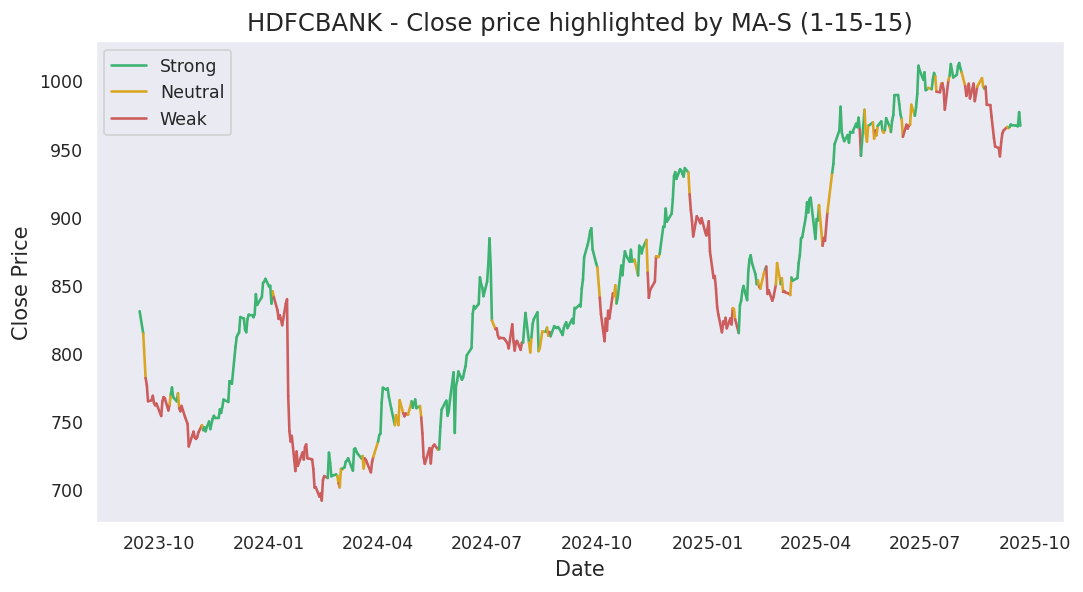 HDFCBANK - Close price highlighted by MA-S (1-15-15)
Strong
Neutral
Weak
1000
950
900
850
800
750
700
Close Price
2023-10 2024-01 2024-04 2024-07 2024-10 2025-01 2025-04 2025-07 2025-10
Date